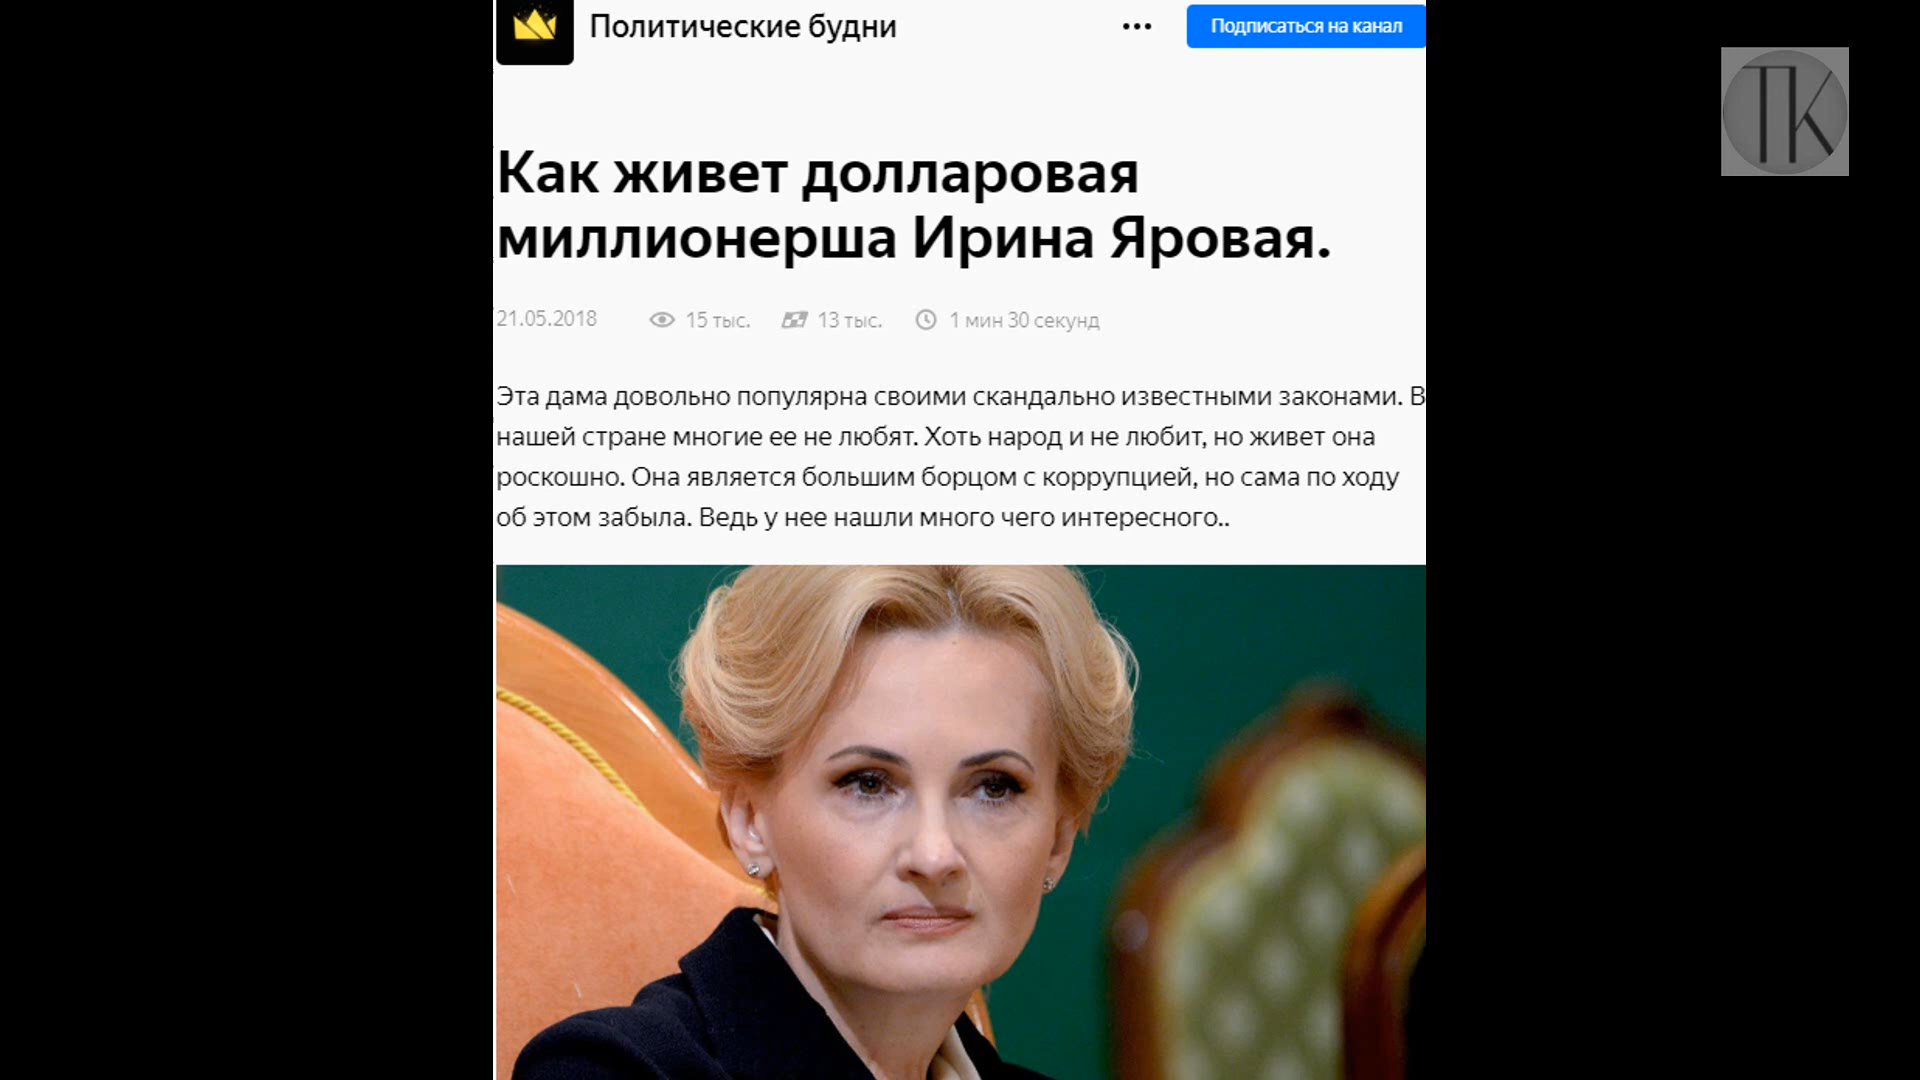 Политические будни
Подписаться на канал
ТК
Как живет долларовая
миллионерша Ирина Яровая.
21.05.2018 15 тыс. 13 тыс. 1 мин 30 секунд
Эта дама довольно популярна своими скандально известными законами. В
нашей стране многие ее не любят. Хоть народ и не любит, но живет она
роскошно. Она является большим борцом с коррупцией, но сама по ходу
об этом забыла. Ведь у нее нашли много чего интересного..